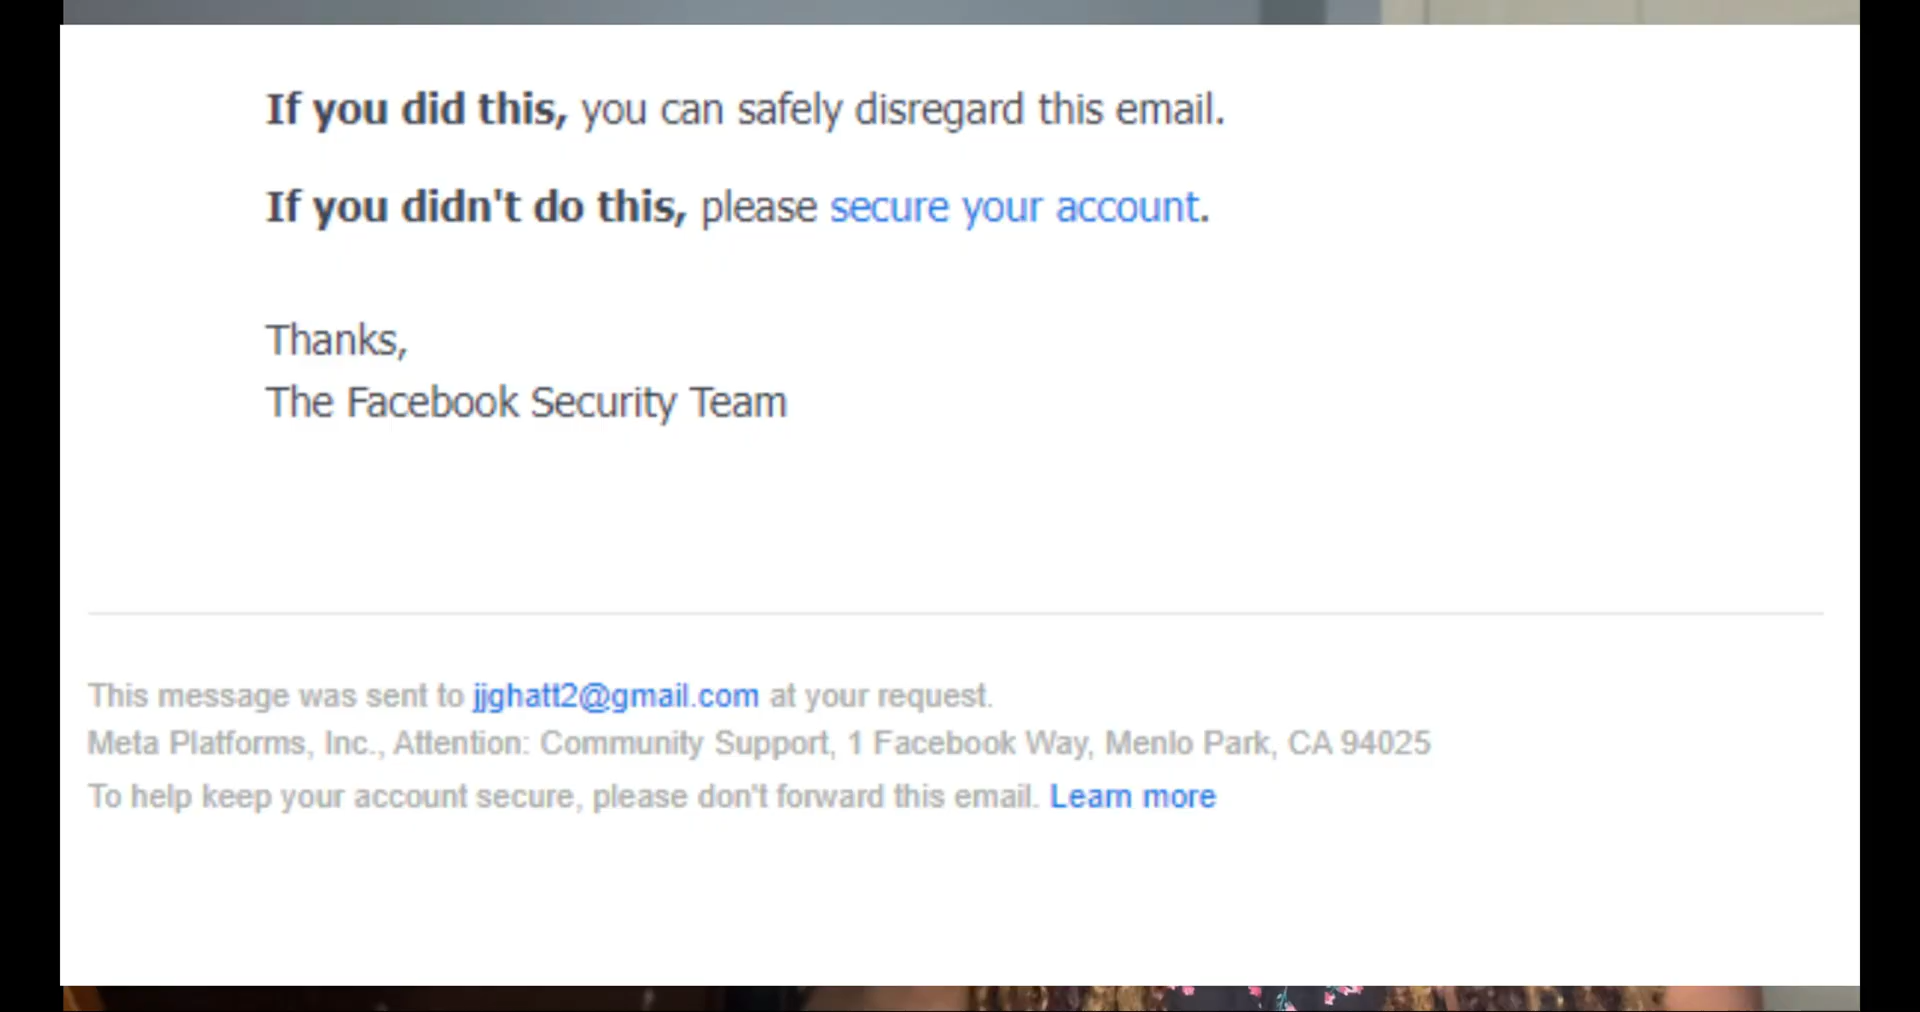 If you did this, you can safely disregard this email.
If you didn't do this, please secure your account.
Thanks,
The Facebook Security Team
This message was sent to jjghatt2@gmail.com at your request.
Meta Platforms, Inc., Attention: Community Support, 1 Facebook Way, Menlo Park, CA 94025
To help keep your account secure, please don't forward this email. Learn more